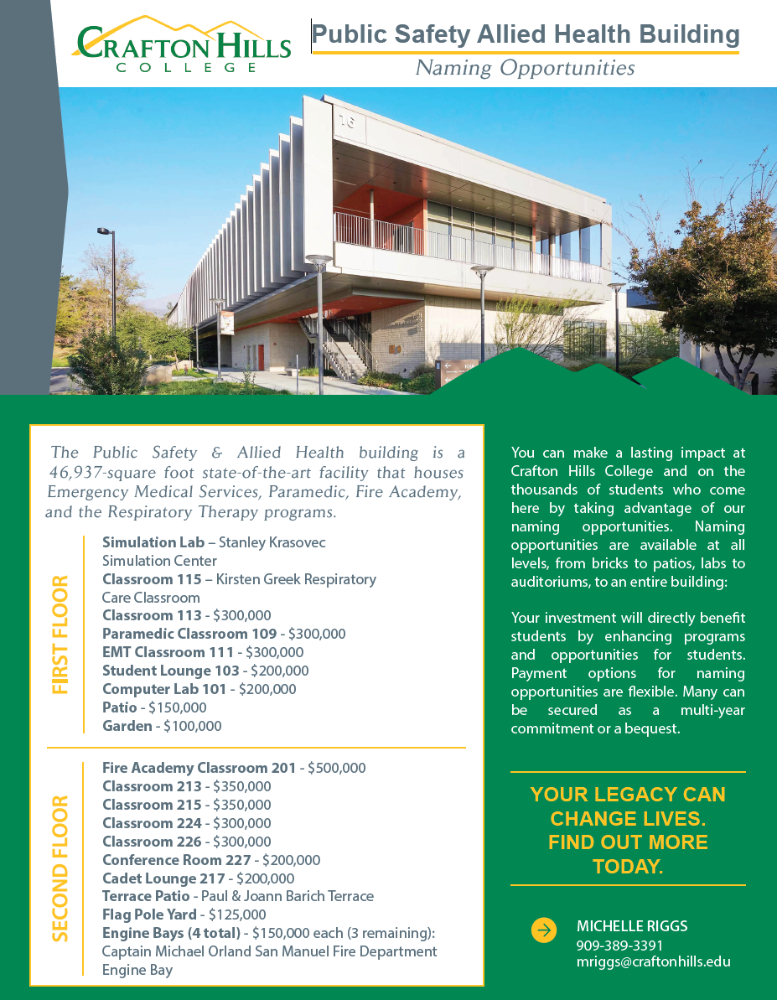 CRAFTON HILLS
COLLEGE
Public Safety Allied Health Building
Naming Opportunities
16
The Public Safety & Allied Health building is a
46,937-square foot state-of-the-art facility that houses
Emergency Medical Services, Paramedic, Fire Academy,
and the Respiratory Therapy programs.
FIRST FLOOR
Simulation Lab – Stanley Krasovec
Simulation Center
Classroom 115 – Kirsten Greek Respiratory
Care Classroom
Classroom 113 - $300,000
Paramedic Classroom 109 - $300,000
EMT Classroom 111 - $300,000
Student Lounge 103 - $200,000
Computer Lab 101 - $200,000
Patio - $150,000
Garden - $100,000
SECOND FLOOR
Fire Academy Classroom 201 - $500,000
Classroom 213 - $350,000
Classroom 215 - $350,000
Classroom 224 - $300,000
Classroom 226 - $300,000
Conference Room 227 - $200,000
Cadet Lounge 217 - $200,000
Terrace Patio - Paul & Joann Barich Terrace
Flag Pole Yard - $125,000
Engine Bays (4 total) - $150,000 each (3 remaining):
Captain Michael Orland San Manuel Fire Department
Engine Bay
You can make a lasting impact at
Crafton Hills College and on the
thousands of students who come
here by taking advantage of our
naming opportunities. Naming
opportunities are available at all
levels, from bricks to patios, labs to
auditoriums, to an entire building:
Your investment will directly benefit
students by enhancing programs
and opportunities for students.
Payment options for naming
opportunities are flexible. Many can
be secured as a multi-year
commitment or a bequest.
YOUR LEGACY CAN
CHANGE LIVES.
FIND OUT MORE
TODAY.
MICHELLE RIGGS
909-389-3391
mriggs@craftonhills.edu